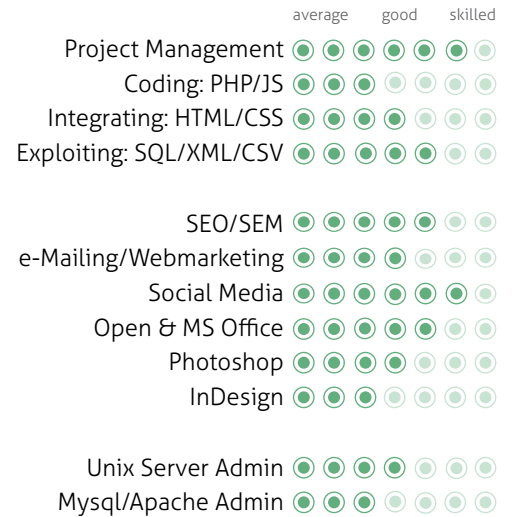 average good skilled
Project Management
Coding: PHP/JS
Integrating: HTML/CSS
Exploiting: SQL/XML/CSV
SEO/SEM
e-Mailing/Webmarketing
Social Media
Open & MS Office
Photoshop
InDesign
Unix Server Admin
Mysql/Apache Admin